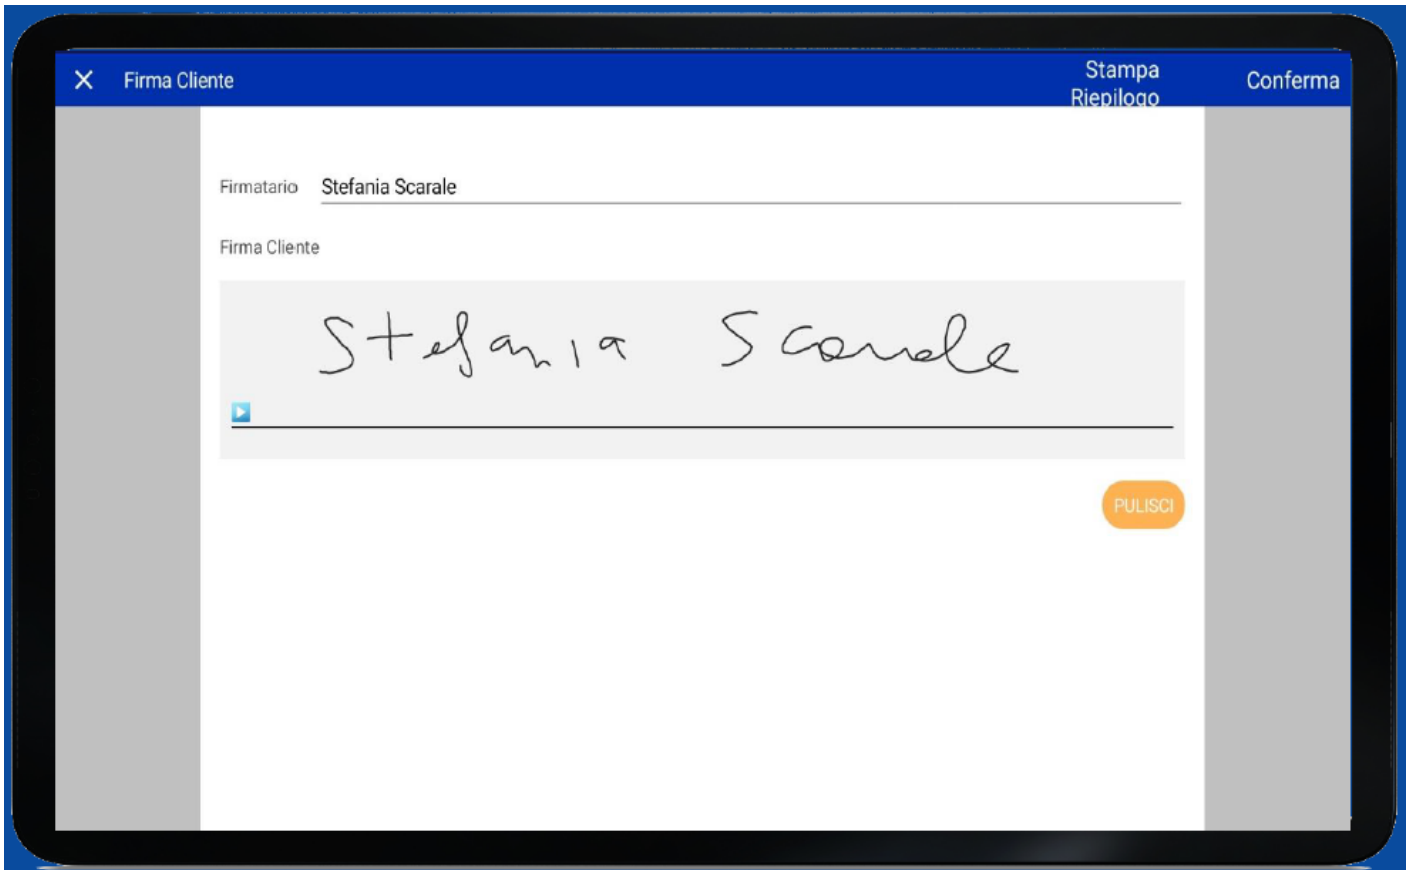 Firma Cliente
Stampa
Riepilogo
Conferma
Firmatario Stefania Scarale
Firma Cliente
Stefania Scarale
PULISCI